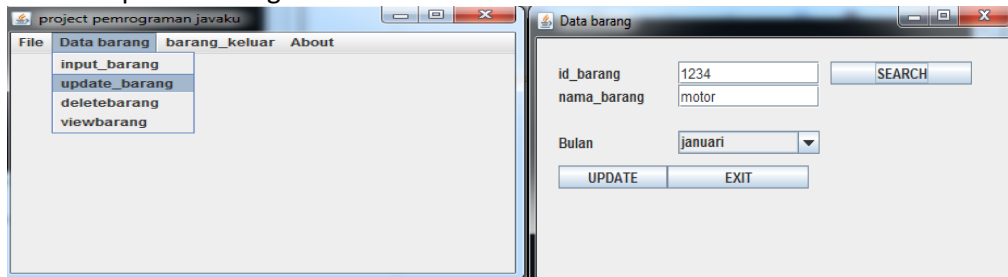 project pemrograman javaku
File Data barang barang_keluar About
input_barang
update_barang
deletebarang
viewbarang
Data barang
id_barang 1234 SEARCH
nama_barang motor
Bulan januari
UPDATE EXIT